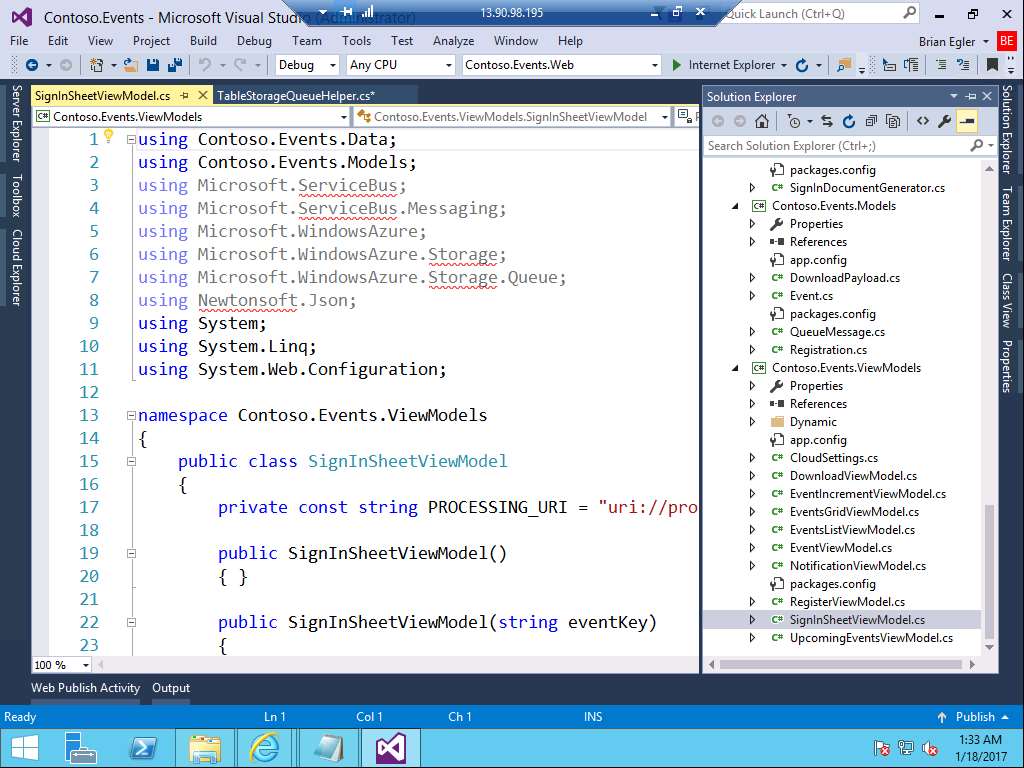 Contoso.Events - Microsoft Visual Studio (Administrator)
13.90.98.195
Quick Launch (Ctrl+Q)
File Edit View Project Build Debug Team Tools Test Analyze Window Help
Brian Egler BE
Debug Any CPU Contoso.Events.Web Internet Explorer
SignInSheetViewModel.cs TableStorageQueueHelper.cs*
Contoso.Events.ViewModels Contoso.Events.ViewModels.SignInSheetViewModel
Server Explorer
Toolbox
Cloud Explorer
1 using Contoso.Events.Data;
2 using Contoso.Events.Models;
3 using Microsoft.ServiceBus;
4 using Microsoft.ServiceBus.Messaging;
5 using Microsoft.WindowsAzure;
6 using Microsoft.WindowsAzure.Storage;
7 using Microsoft.WindowsAzure.Storage.Queue;
8 using Newtonsoft.Json;
9 using System;
10 using System.Linq;
11 using System.Web.Configuration;
12
13 namespace Contoso.Events.ViewModels
14 {
15 public class SignInSheetViewModel
16 {
17 private const string PROCESSING_URI = "uri://pro
18
19 public SignInSheetViewModel()
20 { }
21
22 public SignInSheetViewModel(string eventKey)
23 {
100 %
Solution Explorer
Search Solution Explorer (Ctrl+;)
packages.config
C# SignInDocumentGenerator.cs
C# Contoso.Events.Models
Properties
References
app.config
C# DownloadPayload.cs
C# Event.cs
packages.config
C# QueueMessage.cs
C# Registration.cs
C# Contoso.Events.ViewModels
Properties
References
Dynamic
app.config
C# CloudSettings.cs
C# DownloadViewModel.cs
C# EventIncrementViewModel.cs
C# EventsGridViewModel.cs
C# EventsListViewModel.cs
C# EventViewModel.cs
C# NotificationViewModel.cs
packages.config
C# RegisterViewModel.cs
C# SignInSheetViewModel.cs
C# UpcomingEventsViewModel.cs
Solution Explorer
Team Explorer
Class View
Properties
Web Publish Activity Output
Ready Ln 1 Col 1 Ch 1 INS Publish
1:33 AM
1/18/2017